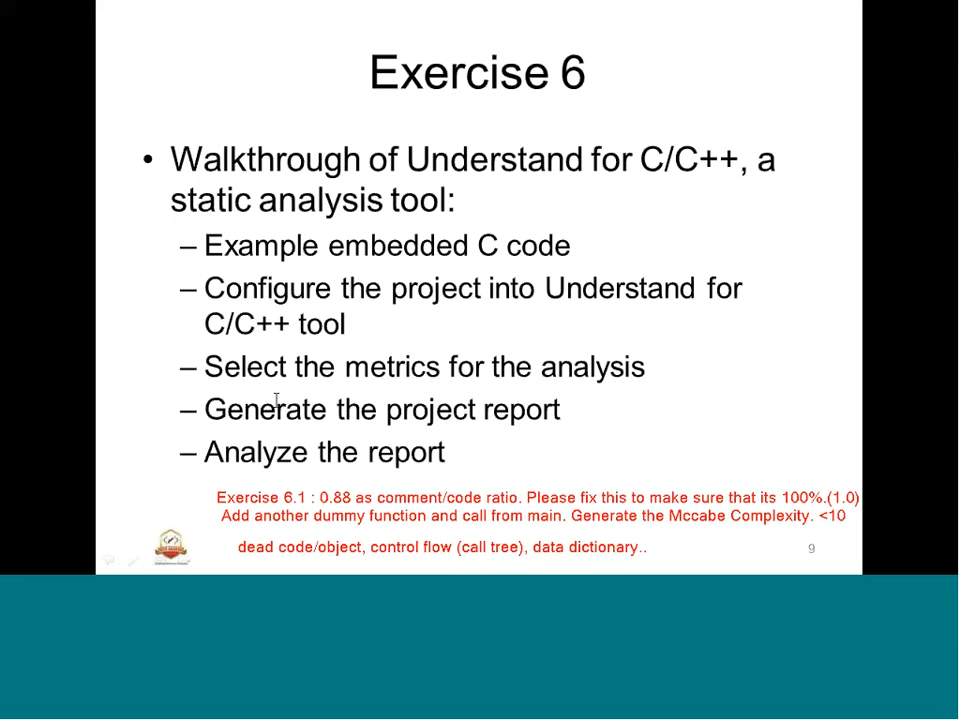 Exercise 6
• Walkthrough of Understand for C/C++, a
static analysis tool:
– Example embedded C code
– Configure the project into Understand for
C/C++ tool
– Select the metrics for the analysis
– Generate the project report
– Analyze the report
Exercise 6.1 : 0.88 as comment/code ratio. Please fix this to make sure that its 100%.(1.0)
Add another dummy function and call from main. Generate the Mccabe Complexity. <10
dead code/object, control flow (call tree), data dictionary..
9